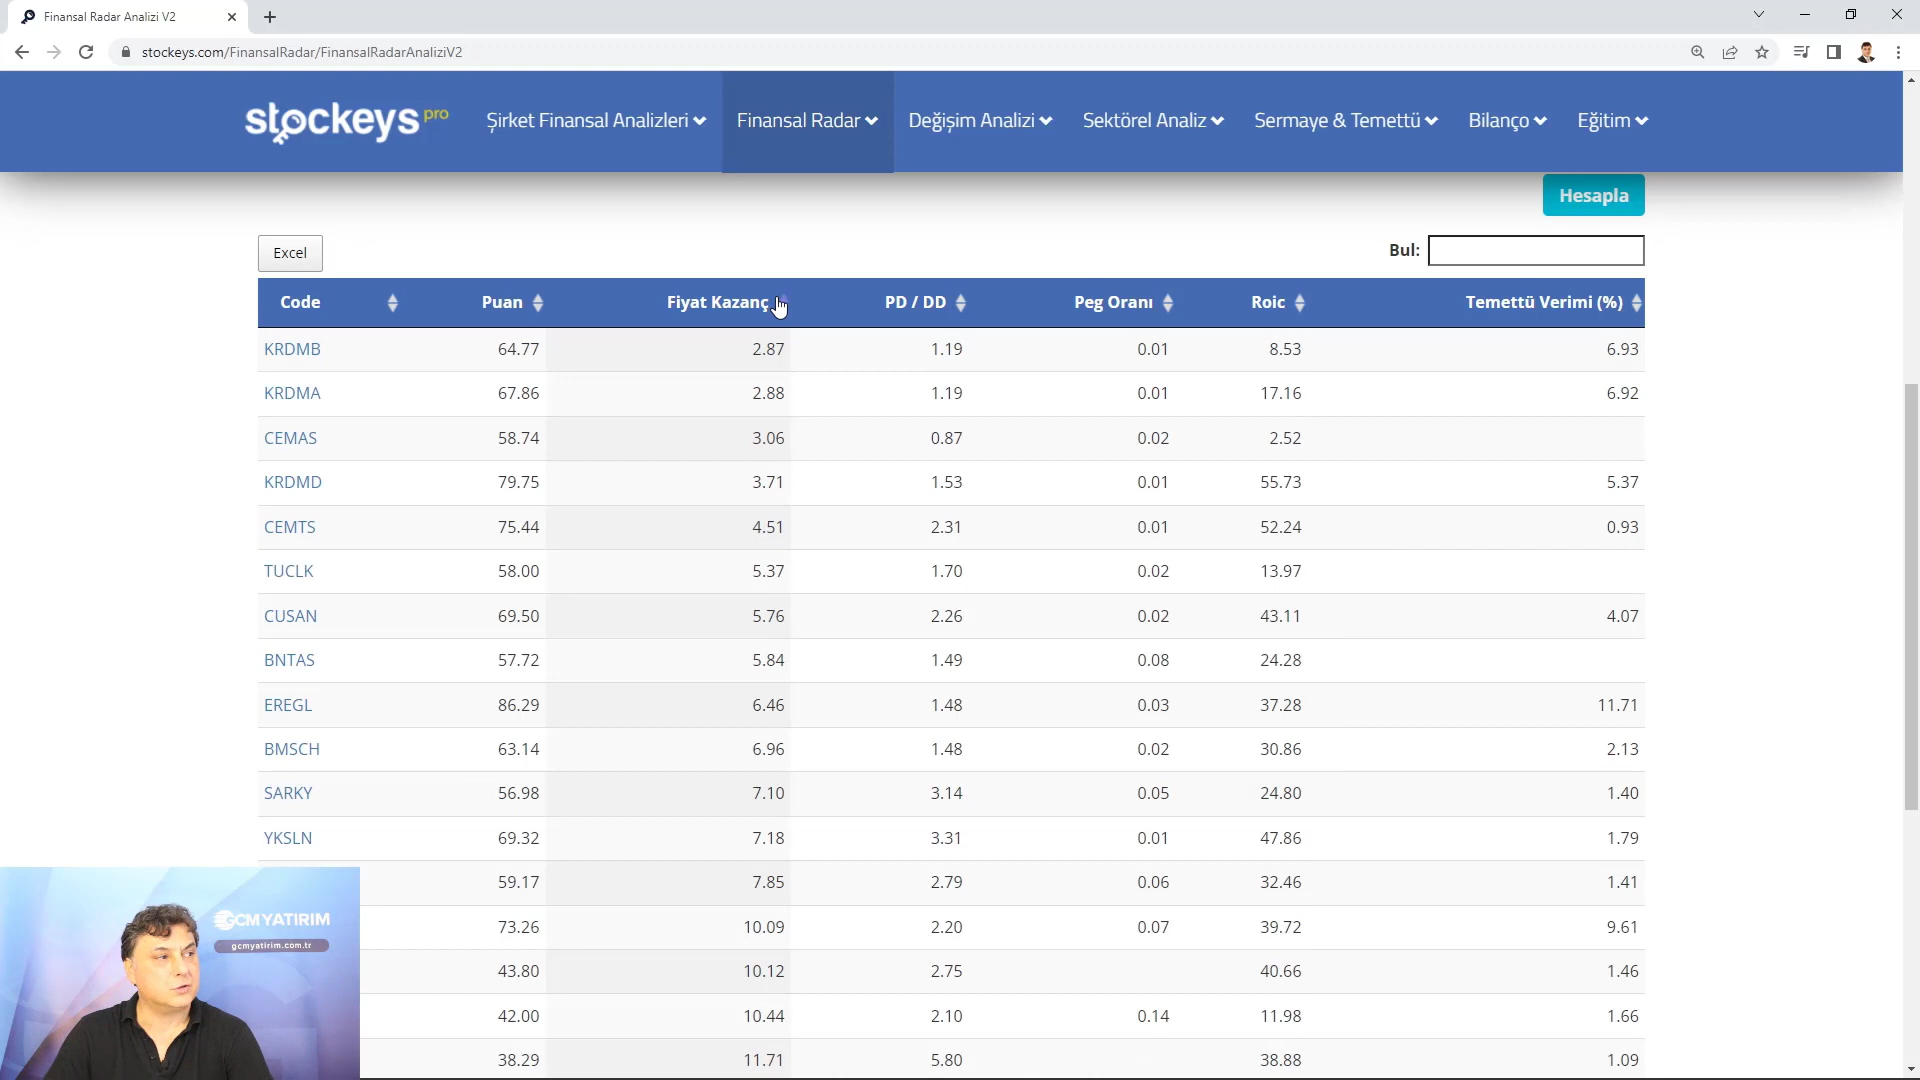 Finansal Radar Analizi V2
stockeys.com/FinansalRadar/FinansalRadarAnaliziV2
stockeys pro
Şirket Finansal Analizleri Finansal Radar Değişim Analizi Sektörel Analiz Sermaye & Temettü Bilanço Eğitim
Hesapla
Excel Bul:
Code Puan Fiyat Kazanç PD / DD Peg Oranı Roic Temettü Verimi (%)
KRDMB 64.77 2.87 1.19 0.01 8.53 6.93
KRDMA 67.86 2.88 1.19 0.01 17.16 6.92
CEMAS 58.74 3.06 0.87 0.02 2.52
KRDMD 79.75 3.71 1.53 0.01 55.73 5.37
CEMTS 75.44 4.51 2.31 0.01 52.24 0.93
TUCLK 58.00 5.37 1.70 0.02 13.97
CUSAN 69.50 5.76 2.26 0.02 43.11 4.07
BNTAS 57.72 5.84 1.49 0.08 24.28
EREGL 86.29 6.46 1.48 0.03 37.28 11.71
BMSCH 63.14 6.96 1.48 0.02 30.86 2.13
SARKY 56.98 7.10 3.14 0.05 24.80 1.40
YKSLN 69.32 7.18 3.31 0.01 47.86 1.79
59.17 7.85 2.79 0.06 32.46 1.41
73.26 10.09 2.20 0.07 39.72 9.61
43.80 10.12 2.75 40.66 1.46
42.00 10.44 2.10 0.14 11.98 1.66
38.29 11.71 5.80 38.88 1.09
GCM YATIRIM
gcmyatirim.com.tr